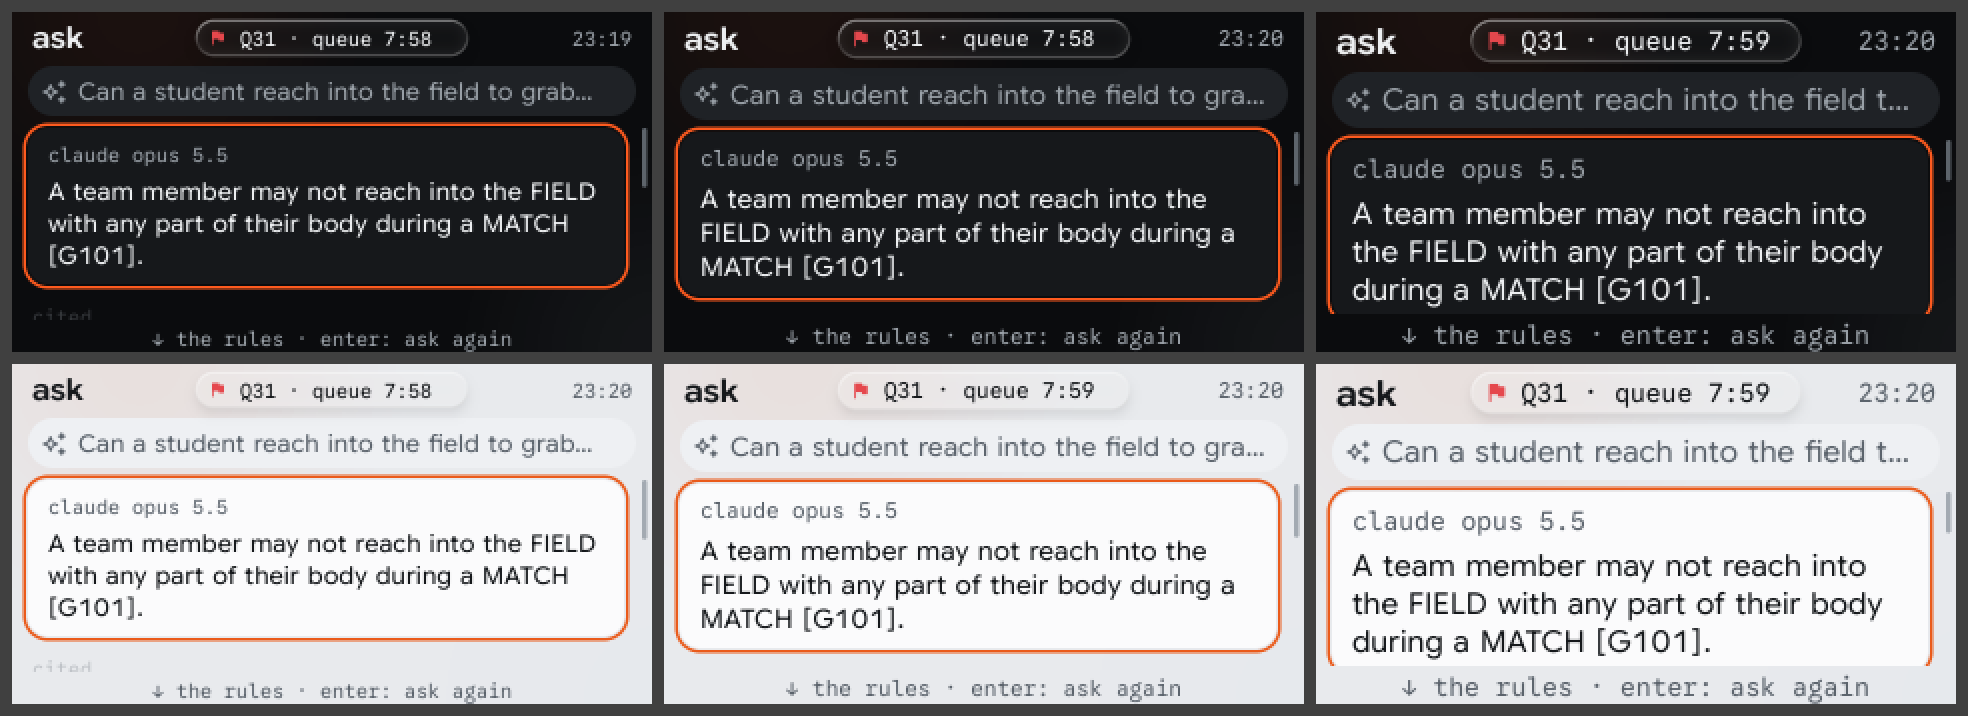 ask Q31 · queue 7:58 23:19
Can a student reach into the field to grab...
claude opus 5.5
A team member may not reach into the FIELD
with any part of their body during a MATCH
[G101].
cited
↓ the rules · enter: ask again
ask Q31 · queue 7:58 23:20
Can a student reach into the field to gra...
claude opus 5.5
A team member may not reach into the
FIELD with any part of their body during a
MATCH [G101].
↓ the rules · enter: ask again
ask Q31 · queue 7:59 23:20
Can a student reach into the field t...
claude opus 5.5
A team member may not reach into
the FIELD with any part of their body
during a MATCH [G101].
↓ the rules · enter: ask again
ask Q31 · queue 7:58 23:20
Can a student reach into the field to grab...
claude opus 5.5
A team member may not reach into the FIELD
with any part of their body during a MATCH
[G101].
cited
↓ the rules · enter: ask again
ask Q31 · queue 7:59 23:20
Can a student reach into the field to gra...
claude opus 5.5
A team member may not reach into the
FIELD with any part of their body during a
MATCH [G101].
↓ the rules · enter: ask again
ask Q31 · queue 7:59 23:20
Can a student reach into the field t...
claude opus 5.5
A team member may not reach into
the FIELD with any part of their body
during a MATCH [G101].
↓ the rules · enter: ask again